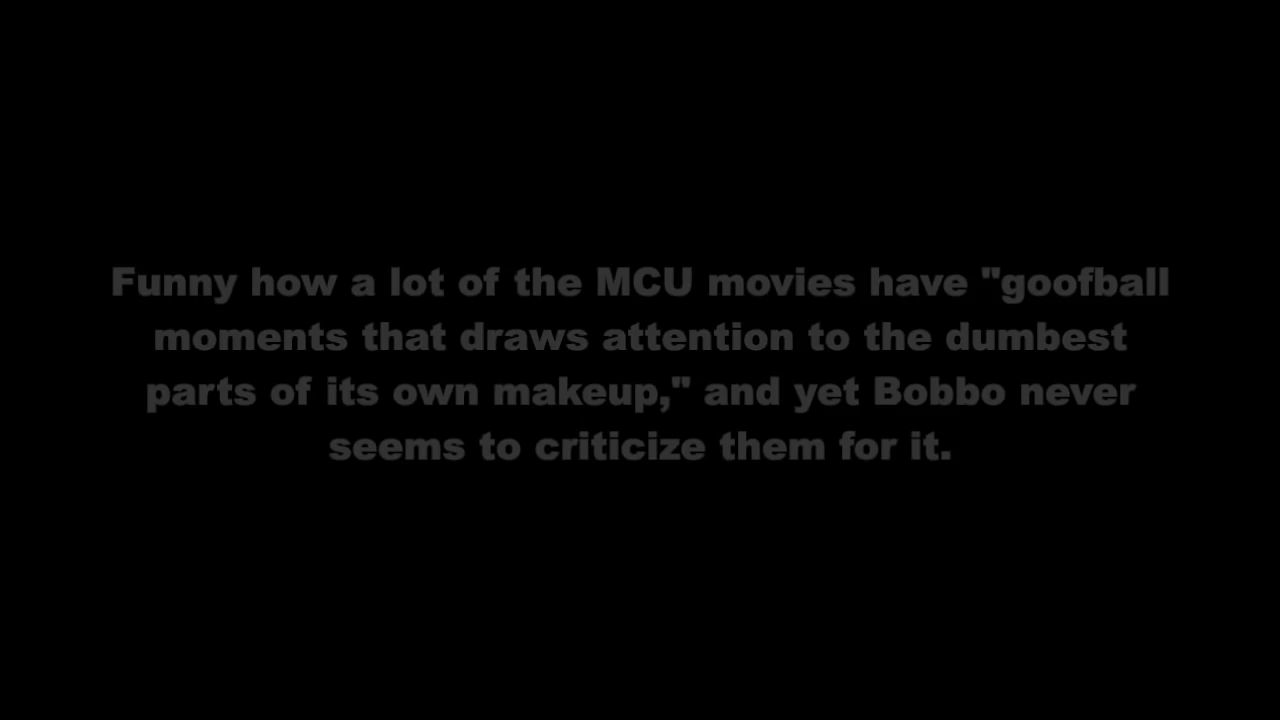 Funny how a lot of the MCU movies have "goofball
moments that draws attention to the dumbest
parts of its own makeup," and yet Bobbo never
seems to criticize them for it.